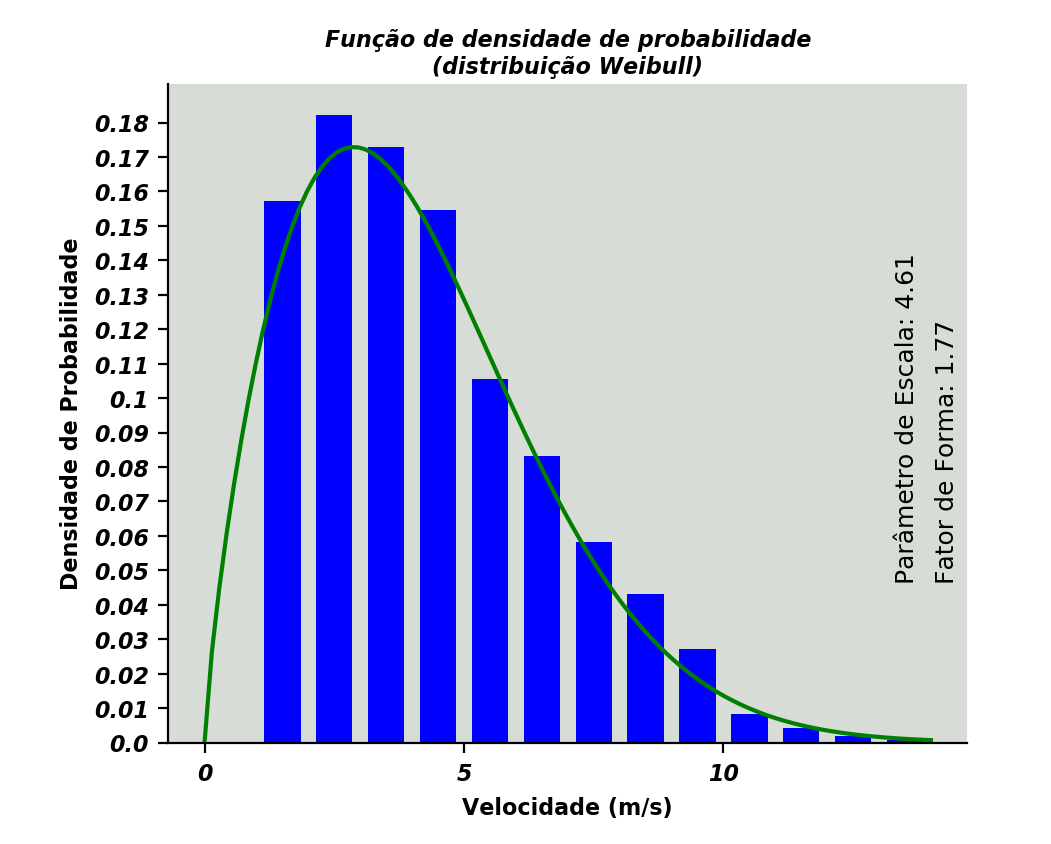 Função de densidade de probabilidade
(distribuição Weibull)
Densidade de Probabilidade
0.18
0.17
0.16
0.15
0.14
0.13
0.12
0.11
0.1
0.09
0.08
0.07
0.06
0.05
0.04
0.03
0.02
0.01
0.0
Parâmetro de Escala: 4.61
Fator de Forma: 1.77
0 5 10
Velocidade (m/s)